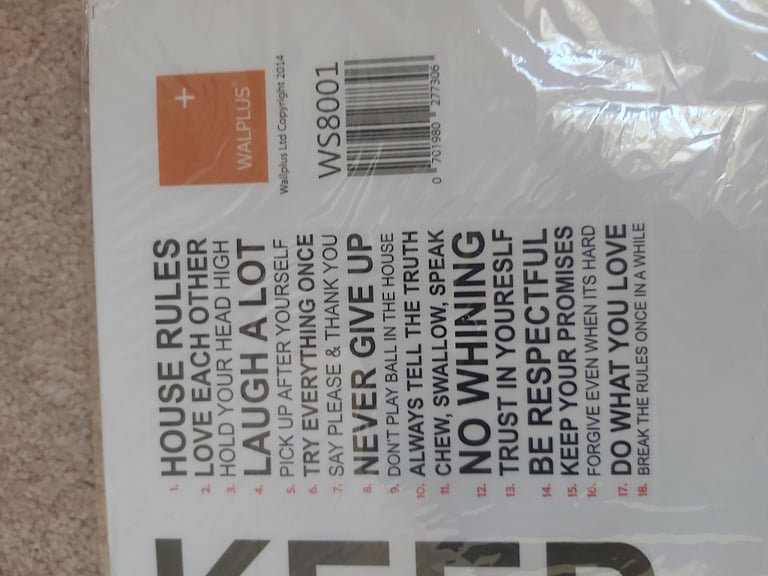 +
WALPLUS®
Wallplus Ltd Copyright 2014
WS8001
0 701980 277306
1. HOUSE RULES
2. LOVE EACH OTHER
3. HOLD YOUR HEAD HIGH
4. LAUGH A LOT
5. PICK UP AFTER YOURSELF
6. TRY EVERYTHING ONCE
7. SAY PLEASE & THANK YOU
8. NEVER GIVE UP
9. DON'T PLAY BALL IN THE HOUSE
10. ALWAYS TELL THE TRUTH
11. CHEW, SWALLOW, SPEAK
12. NO WHINING
13. TRUST IN YOURESLF
14. BE RESPECTFUL
15. KEEP YOUR PROMISES
16. FORGIVE EVEN WHEN ITS HARD
17. DO WHAT YOU LOVE
18. BREAK THE RULES ONCE IN A WHILE
KEEP